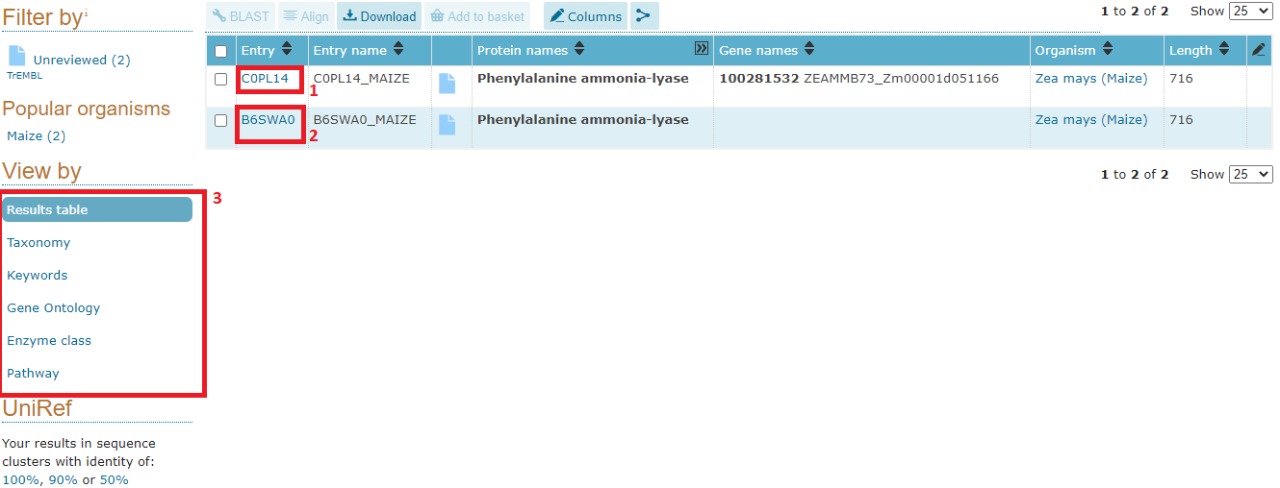 Filter by i
BLAST Align Download Add to basket Columns
1 to 2 of 2 Show 25
Entry Entry name Protein names Gene names Organism Length
Unreviewed (2)
TrEMBL
C0PL14 C0PL14_MAIZE Phenylalanine ammonia-lyase 100281532 ZEAMMB73_Zm00001d051166 Zea mays (Maize) 716
1
Popular organisms
Maize (2)
B6SWA0 B6SWA0_MAIZE Phenylalanine ammonia-lyase Zea mays (Maize) 716
2
View by
1 to 2 of 2 Show 25
3
Results table
Taxonomy
Keywords
Gene Ontology
Enzyme class
Pathway
UniRef
Your results in sequence
clusters with identity of:
100%, 90% or 50%